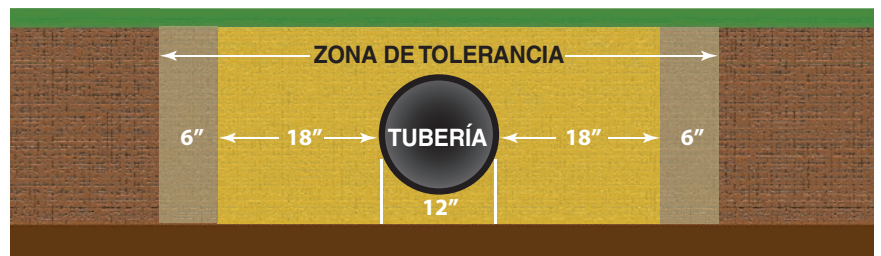 ZONA DE TOLERANCIA
6” 18” TUBERÍA 18” 6”
12”